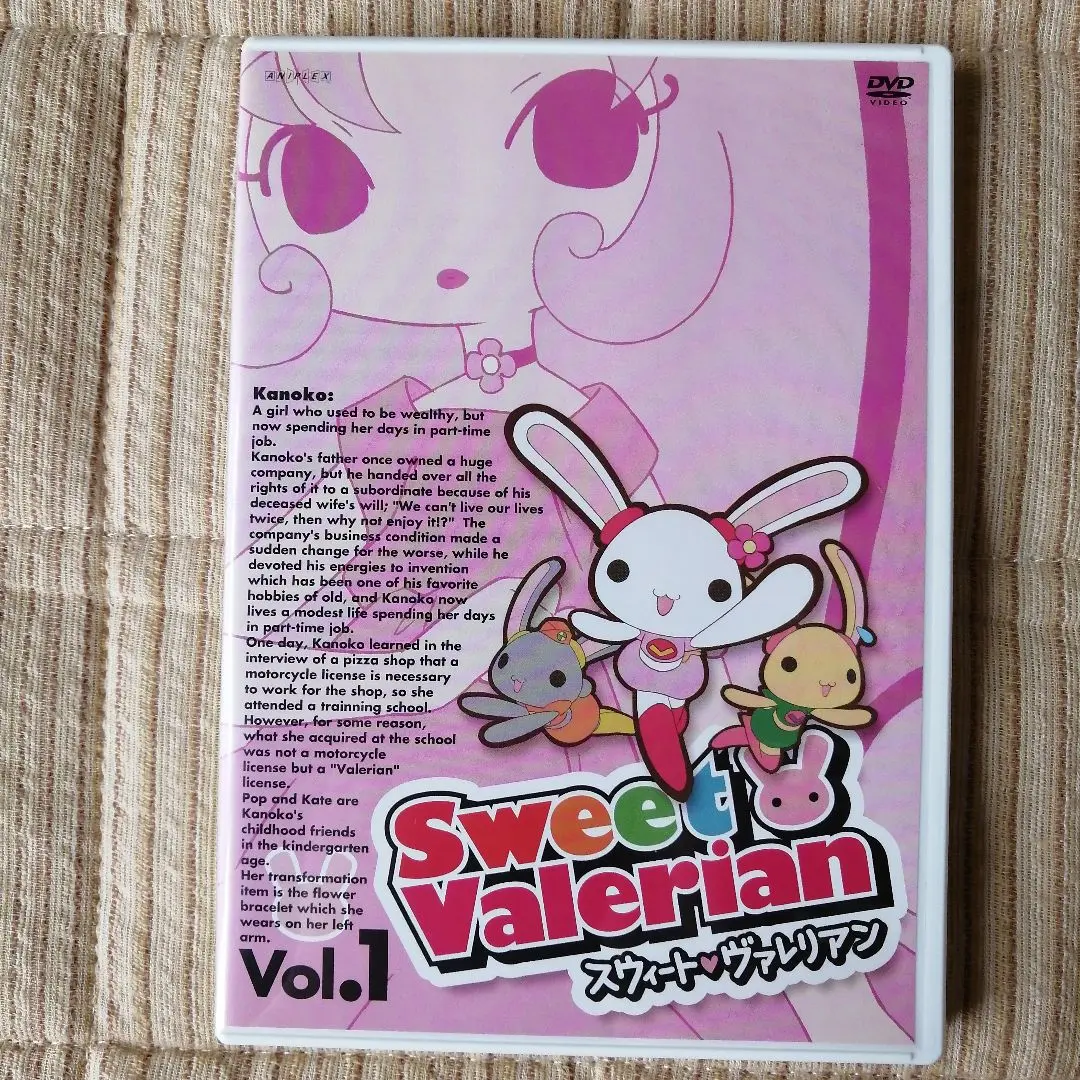 ANIPLEX
DVD
VIDEO
Kanoko:
A girl who used to be wealthy, but
now spending her days in part-time
job.
Kanoko's father once owned a huge
company, but he handed over all the
rights of it to a subordinate because of his
deceased wife's will; "We can't live our lives
twice, then why not enjoy it!?" The
company's business condition made a
sudden change for the worse, while he
devoted his energies to invention
which has been one of his favorite
hobbies of old, and Kanoko now
lives a modest life spending her days
in part-time job.
One day, Kanoko learned in the
interview of a pizza shop that a
motorcycle license is necessary
to work for the shop, so she
attended a trainning school.
However, for some reason,
what she acquired at the school
was not a motorcycle
license but a "Valerian"
license.
Pop and Kate are
Kanoko's
childhood friends
in the kindergarten
age.
Her transformation
item is the flower
bracelet which she
wears on her left
arm.
Vol.1
Sweet
Valerian
スウィート♥ヴァレリアン